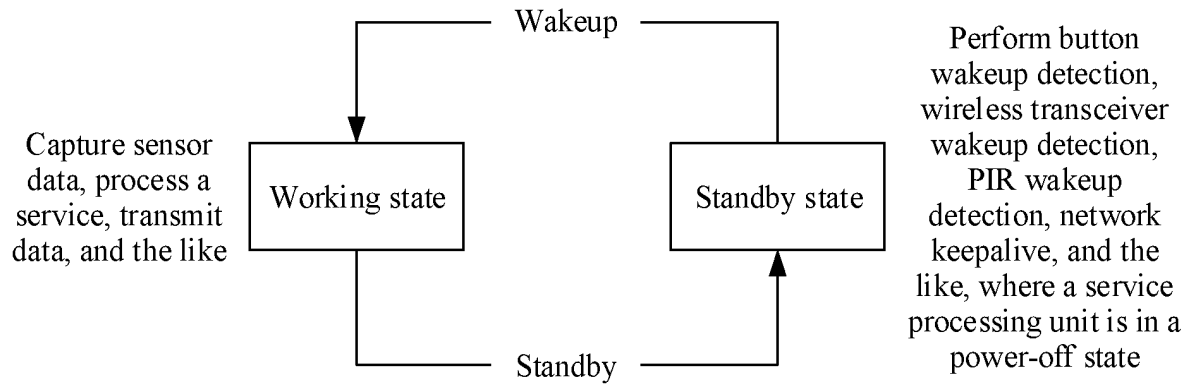 Wakeup
Capture sensor
data, process a
service, transmit
data, and the like
Working state
Standby state
Perform button
wakeup detection,
wireless transceiver
wakeup detection,
PIR wakeup
detection, network
keepalive, and the
like, where a service
processing unit is in a
power-off state
Standby